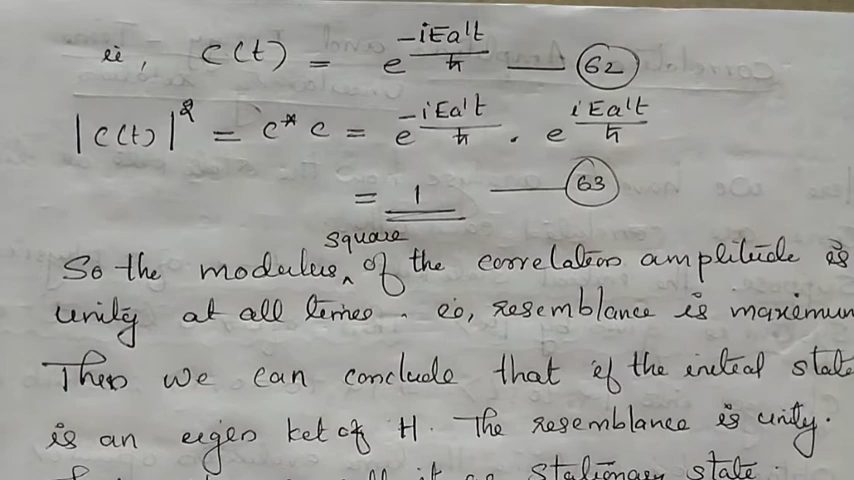 ie, C(t) = e^{-iEa't/ħ} — (62)
|C(t)|² = C* C = e^{-iEa't/ħ} . e^{iEa't/ħ}
= 1 — (63)
So the modulus square of the correlation amplitude is
unity at all times. ie, resemblance is maximum
Then we can conclude that if the initial state
is an eigen ket of H. The resemblance is unity.
it stationary state.